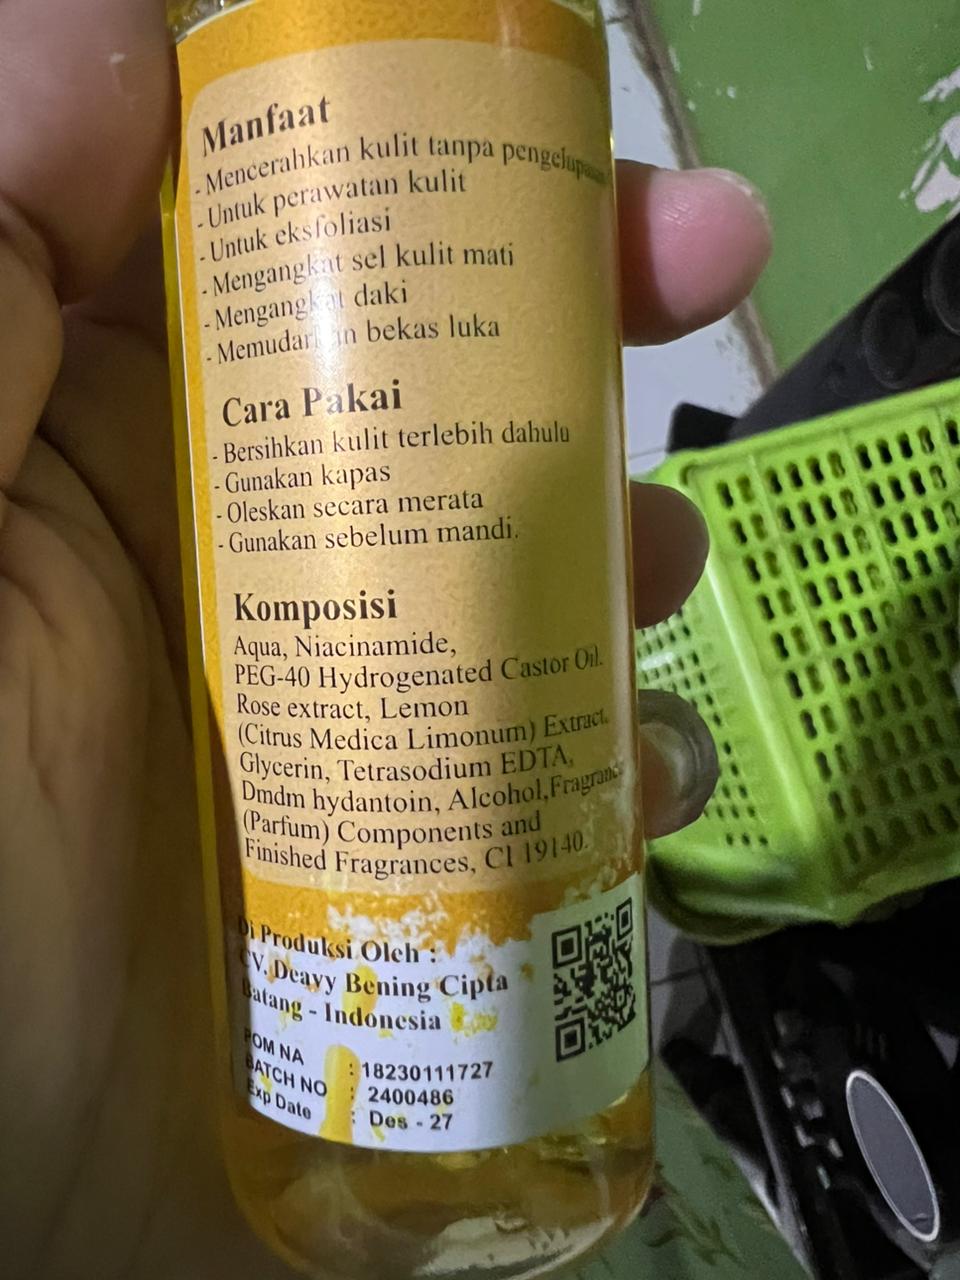 Manfaat
- Mencerahkan kulit tanpa pengelupasan
- Untuk perawatan kulit
- Untuk eksfoliasi
- Mengangkat sel kulit mati
- Mengangkat daki
- Memudarkan bekas luka
Cara Pakai
- Bersihkan kulit terlebih dahulu
- Gunakan kapas
- Oleskan secara merata
- Gunakan sebelum mandi.
Komposisi
Aqua, Niacinamide,
PEG-40 Hydrogenated Castor Oil.
Rose extract, Lemon
(Citrus Medica Limonum) Extract,
Glycerin, Tetrasodium EDTA,
Dmdm hydantoin, Alcohol,Fragrance
(Parfum) Components and
Finished Fragrances, CI 19140.
Di Produksi Oleh :
CV. Deavy Bening Cipta
Batang - Indonesia
POM NA : 18230111727
BATCH NO : 2400486
Exp Date : Des - 27